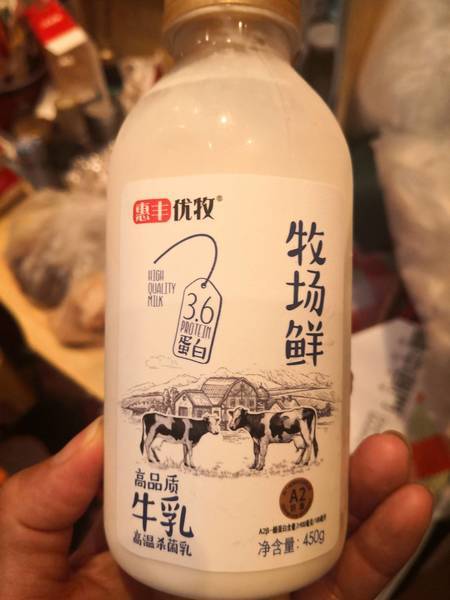 惠丰优牧®
牧场鲜
HIGH
QUALITY
MILK
3.6
PROTEIN
蛋白
高品质
牛乳
高温杀菌乳
A2
净含量：450g